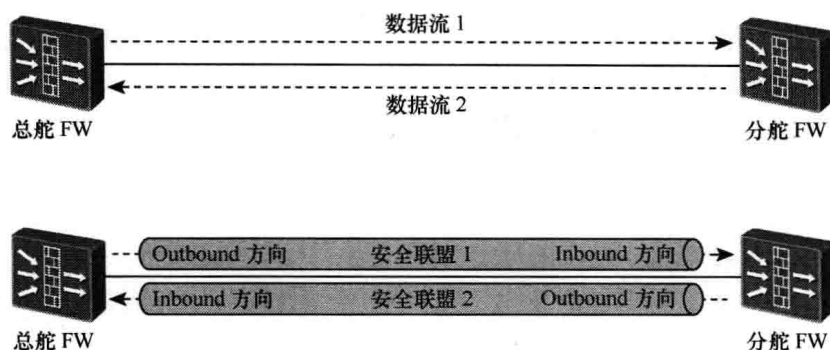 数据流 1
数据流 2
总舵 FW
分舵 FW
Outbound 方向 安全联盟 1 Inbound 方向
Inbound 方向 安全联盟 2 Outbound 方向
总舵 FW
分舵 FW